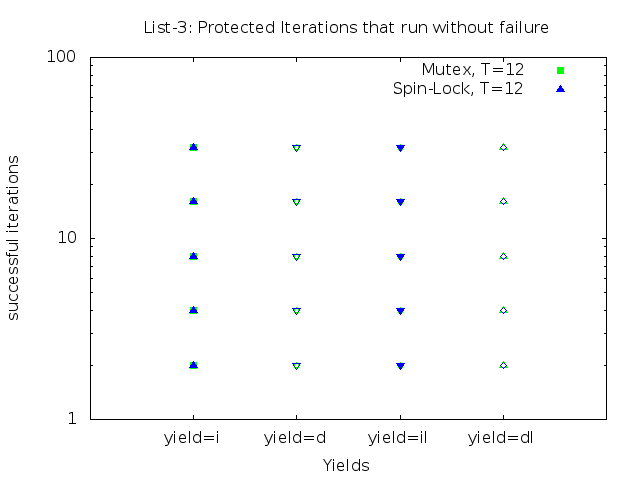 List-3: Protected Iterations that run without failure
100
Mutex, T=12
Spin-Lock, T=12
successful iterations
10
1
yield=i yield=d yield=il yield=dl
Yields